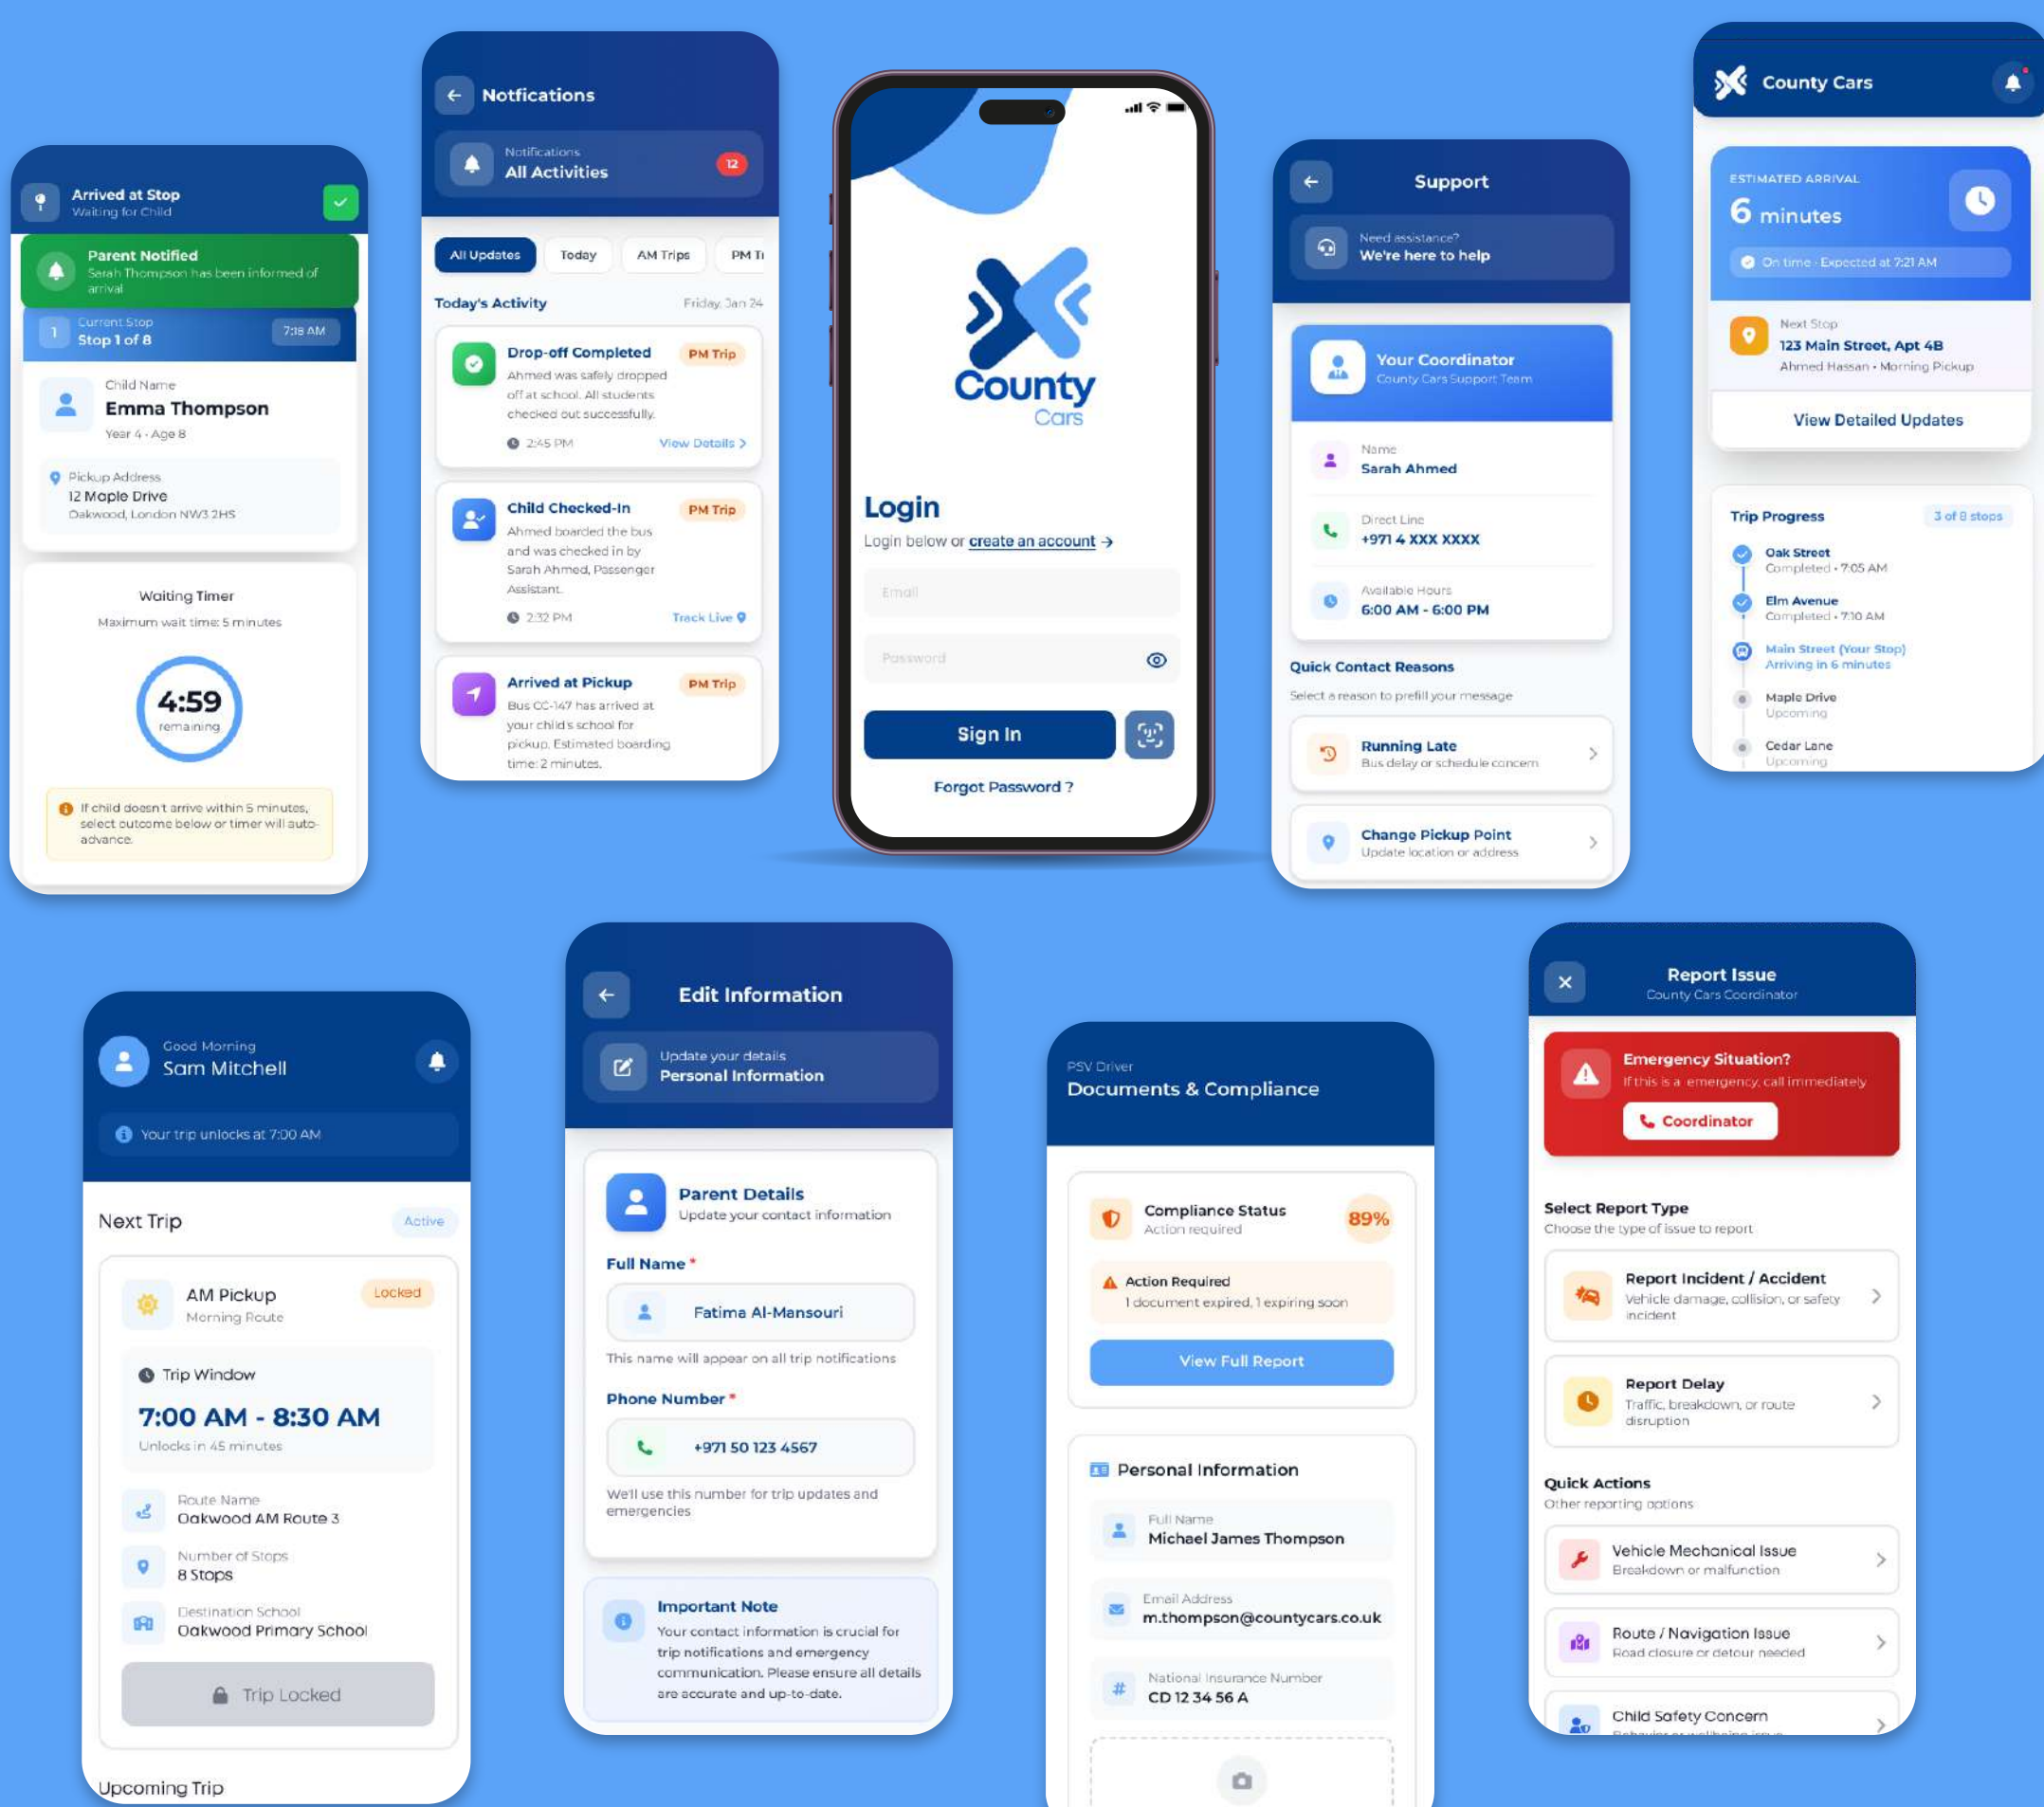 Arrived at Stop
Waiting for Child
Parent Notified
Sarah Thompson has been informed of
arrival
1
Current Stop
Stop 1 of 8
7:18 AM
Child Name
Emma Thompson
Year 4 - Age 8
Pickup Address
12 Maple Drive
Oakwood, London NW3 2HS
Waiting Timer
Maximum wait time: 5 minutes
4:59
remaining
If child doesn't arrive within 5 minutes,
select outcome below or timer will auto-
advance.
Notfications
Notifications
All Activities
12
All Updates
Today
AM Trips
PM
Today's Activity
Friday, Jan 24
Drop-off Completed
PM Trip
Ahmed was safely dropped
off at school. All students
checked out successfully.
2:45 PM
View Details >
Child Checked-In
PM Trip
Ahmed boarded the bus
and was checked in by
Sarah Ahmed, Passenger
Assistant.
2:32 PM
Track Live
Arrived at Pickup
PM Trip
Bus CC-147 has arrived at
your child's school for
pickup. Estimated boarding
time: 2 minutes.
County
Cars
Login
Login below or create an account →
Email
Password
Sign In
Forgot Password ?
Support
Need assistance?
We're here to help
Your Coordinator
County Cars Support Team
Name
Sarah Ahmed
Direct Line
+971 4 XXX XXXX
Available Hours
6:00 AM - 6:00 PM
Quick Contact Reasons
Select a reason to prefill your message
Running Late
Bus delay or schedule concern
Change Pickup Point
Update location or address
County Cars
ESTIMATED ARRIVAL
6 minutes
On time - Expected at 7:21 AM
Next Stop
123 Main Street, Apt 4B
Ahmed Hassan • Morning Pickup
View Detailed Updates
Trip Progress
3 of 8 stops
Oak Street
Completed • 7:05 AM
Elm Avenue
Completed • 7:10 AM
Main Street (Your Stop)
Arriving in 6 minutes
Maple Drive
Upcoming
Cedar Lane
Upcoming
Good Morning
Sam Mitchell
Your trip unlocks at 7:00 AM
Next Trip
Active
AM Pickup
Morning Route
Locked
Trip Window
7:00 AM - 8:30 AM
Unlocks in 45 minutes
Route Name
Oakwood AM Route 3
Number of Stops
8 Stops
Destination School
Oakwood Primary School
Trip Locked
Upcoming Trip
Edit Information
Update your details
Personal Information
Parent Details
Update your contact information
Full Name *
Fatima Al-Mansouri
This name will appear on all trip notifications
Phone Number *
+971 50 123 4567
We'll use this number for trip updates and
emergencies
Important Note
Your contact information is crucial for
trip notifications and emergency
communication. Please ensure all details
are accurate and up-to-date.
PSV Driver
Documents & Compliance
Compliance Status
Action required
89%
Action Required
1 document expired, 1 expiring soon
View Full Report
Personal Information
Full Name
Michael James Thompson
Email Address
m.thompson@countycars.co.uk
National Insurance Number
# CD 12 34 56 A
Report Issue
County Cars Coordinator
Emergency Situation?
If this is a emergency, call immediately
Coordinator
Select Report Type
Choose the type of issue to report
Report Incident / Accident
Vehicle damage, collision, or safety
incident
Report Delay
Traffic, breakdown, or route
disruption
Quick Actions
Other reporting options
Vehicle Mechanical Issue
Breakdown or malfunction
Route / Navigation Issue
Road closure or detour needed
Child Safety Concern